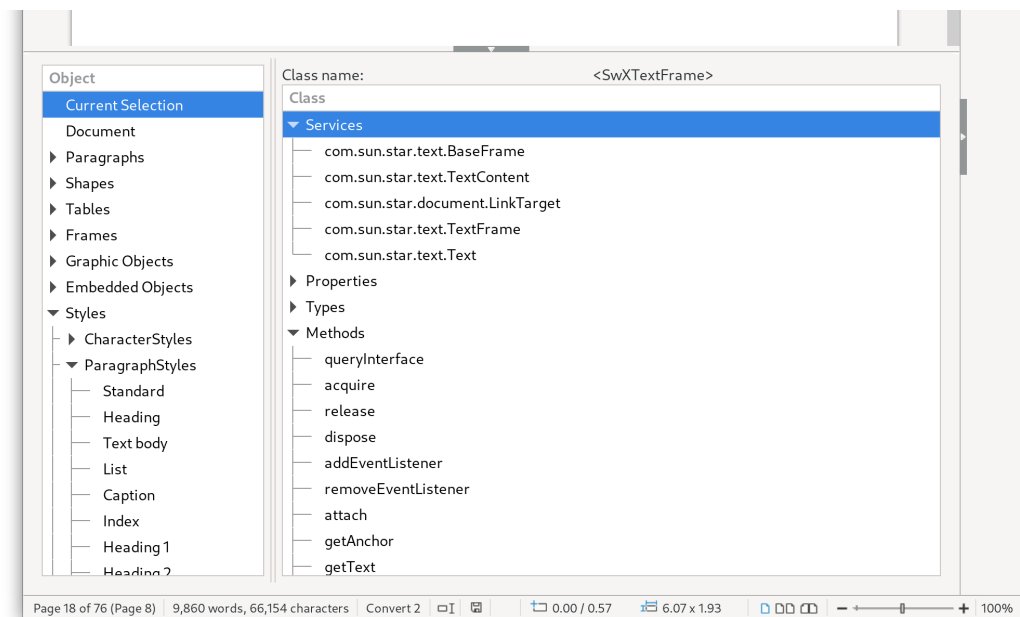 Object
Current Selection
Document
Paragraphs
Shapes
Tables
Frames
Graphic Objects
Embedded Objects
Styles
CharacterStyles
ParagraphStyles
Standard
Heading
Text body
List
Caption
Index
Heading 1
Heading 2
Class name: <SwXTextFrame>
Class
Services
com.sun.star.text.BaseFrame
com.sun.star.text.TextContent
com.sun.star.document.LinkTarget
com.sun.star.text.TextFrame
com.sun.star.text.Text
Properties
Types
Methods
queryInterface
acquire
release
dispose
addEventListener
removeEventListener
attach
getAnchor
getText
Page 18 of 76 (Page 8) 9,860 words, 66,154 characters Convert 2 0.00 / 0.57 6.07 x 1.93 100%